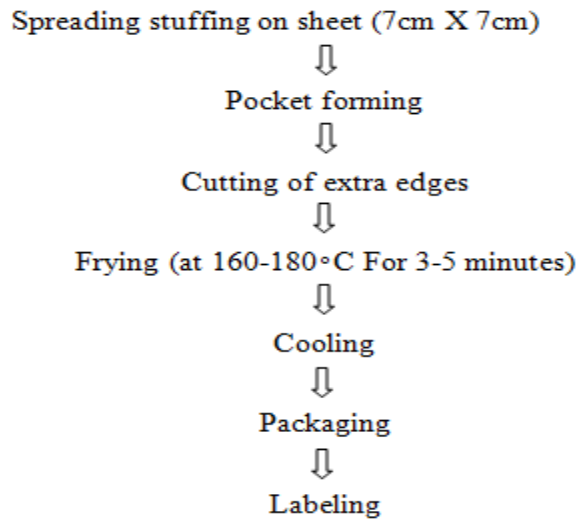 Spreading stuffing on sheet (7cm X 7cm)
Pocket forming
Cutting of extra edges
Frying (at 160-180∘C For 3-5 minutes)
Cooling
Packaging
Labeling